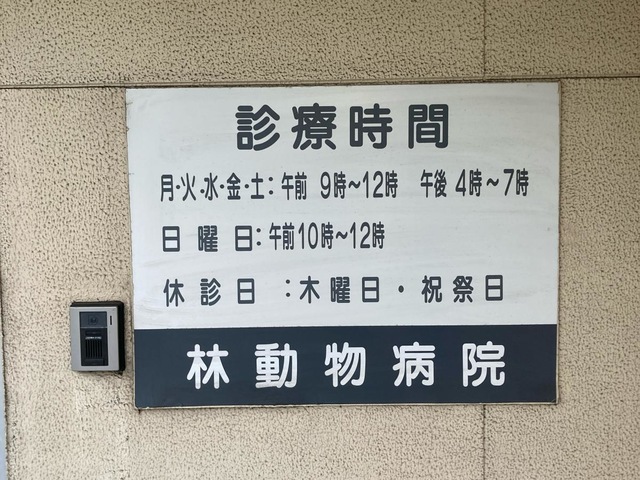 診療時間
月・火・水・金・土：午前 9時～12時 午後 4時～7時
日曜日：午前10時～12時
休診日 ：木曜日・祝祭日
林動物病院